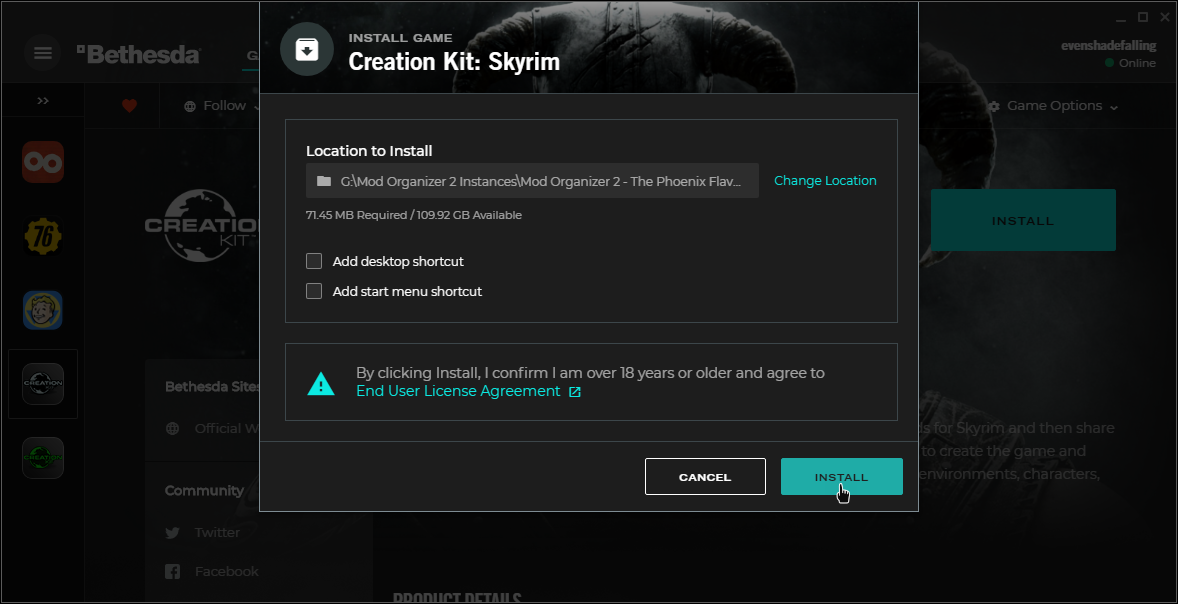 INSTALL GAME
Creation Kit: Skyrim
Bethesda
G
evenshadefalling
Online
Follow
Game Options
76
CREATION
KIT
INSTALL
Location to Install
G:\Mod Organizer 2 Instances\Mod Organizer 2 - The Phoenix Flav...
Change Location
71.45 MB Required / 109.92 GB Available
Add desktop shortcut
Add start menu shortcut
By clicking Install, I confirm I am over 18 years or older and agree to
End User License Agreement
CANCEL
INSTALL
CREATION
CREATION
Bethesda Sites
Official W
Community
Twitter
Facebook
ds for Skyrim and then share
to create the game and
environments, characters,
PRODUCT DETAILS